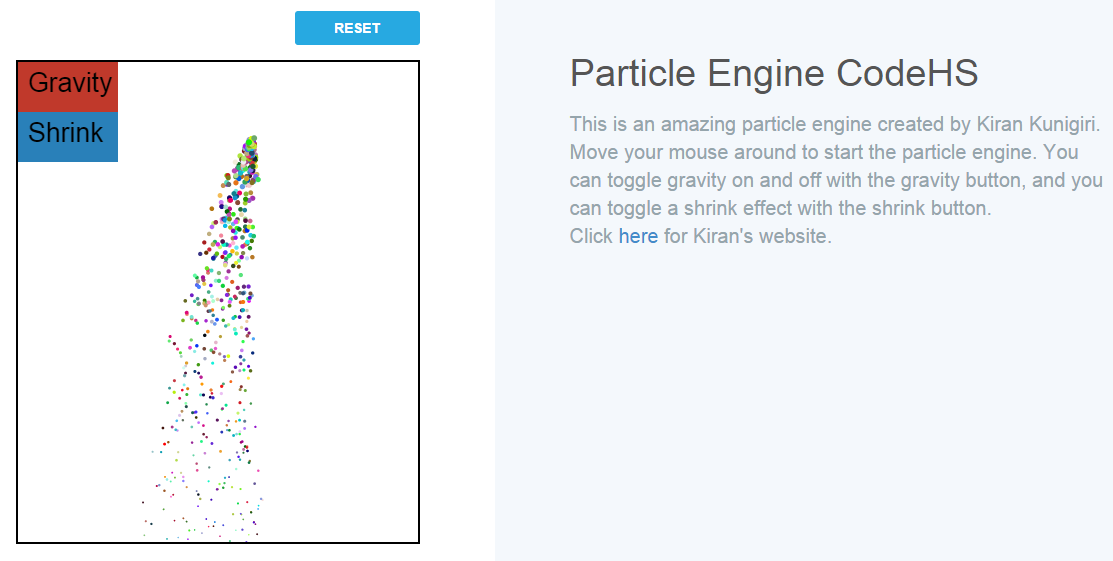 RESET
Gravity
Shrink
Particle Engine CodeHS
This is an amazing particle engine created by Kiran Kunigiri.
Move your mouse around to start the particle engine. You
can toggle gravity on and off with the gravity button, and you
can toggle a shrink effect with the shrink button.
Click here for Kiran's website.